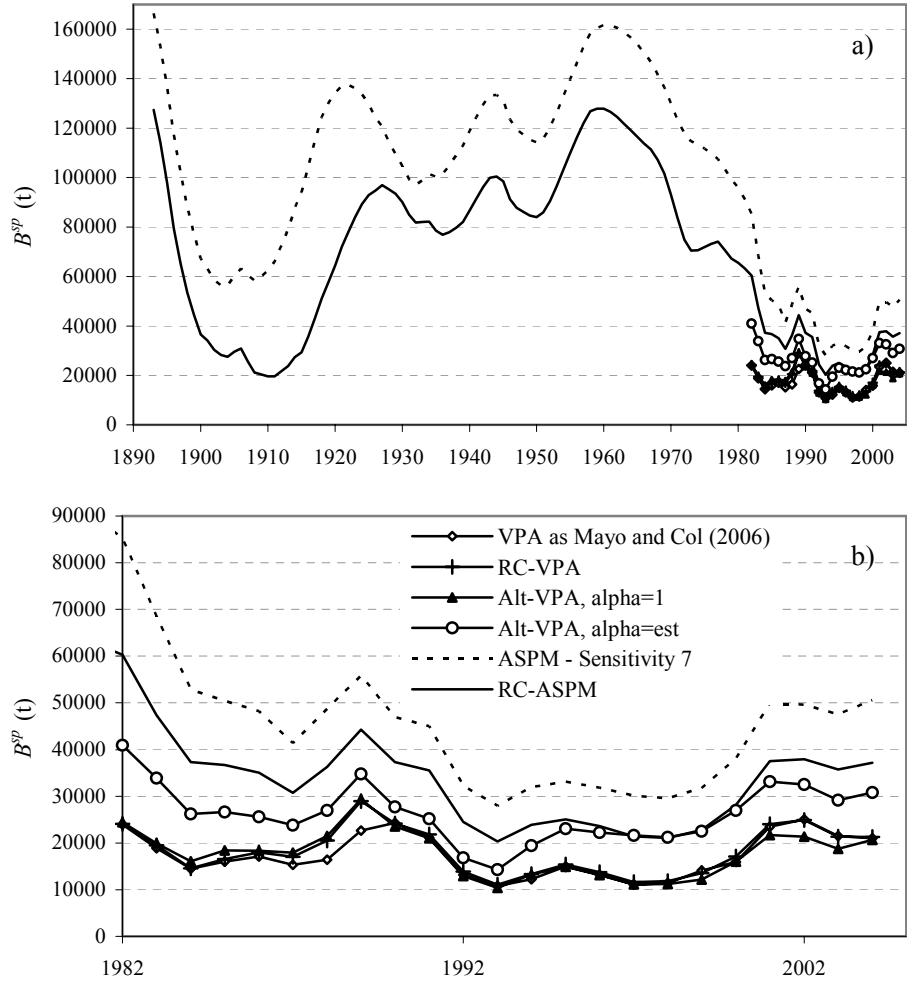 160000
140000
120000
100000
80000
60000
40000
20000
0
B^sp (t)
a)
1890 1900 1910 1920 1930 1940 1950 1960 1970 1980 1990 2000
90000
80000
70000
60000
50000
40000
30000
20000
10000
0
B^sp (t)
b)
VPA as Mayo and Col (2006)
RC-VPA
Alt-VPA, alpha=1
Alt-VPA, alpha=est
ASPM - Sensitivity 7
RC-ASPM
1982 1992 2002